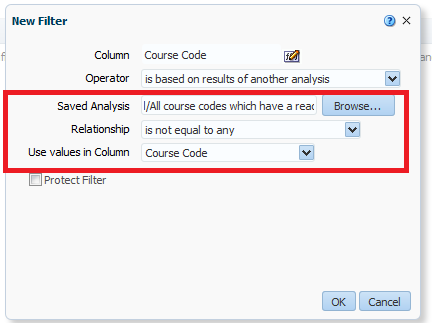 New Filter
Column Course Code
Operator is based on results of another analysis
Saved Analysis l/All course codes which have a read Browse...
Relationship is not equal to any
Use values in Column Course Code
Protect Filter
OK Cancel